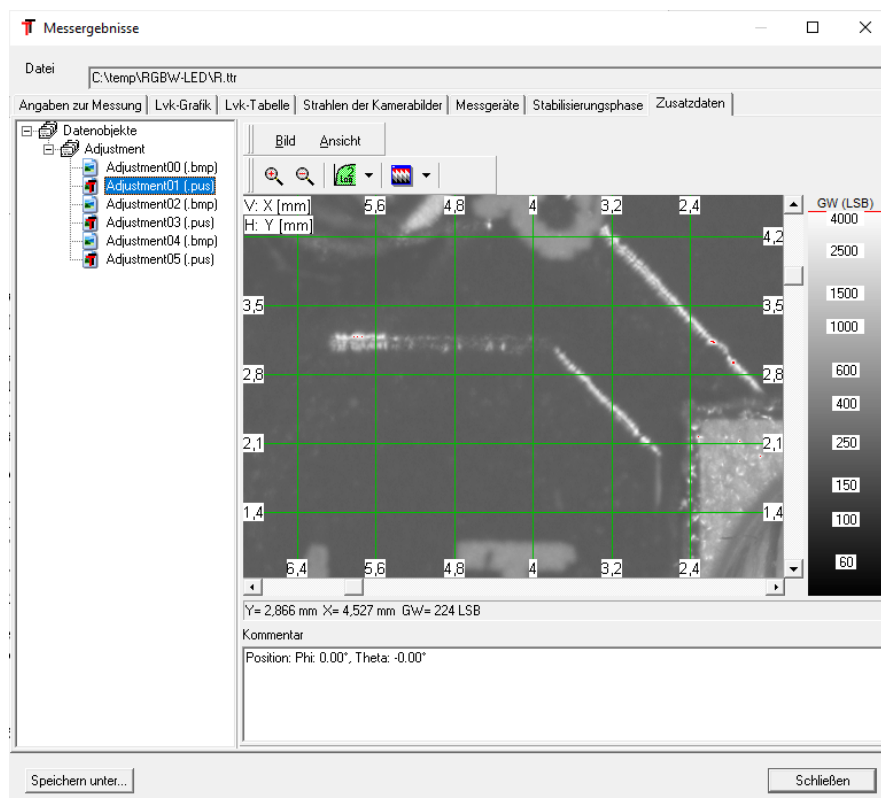 Messergebnisse
Datei C:\temp\RGBW-LED\R.ttr
Angaben zur Messung Lvk-Grafik Lvk-Tabelle Strahlen der Kamerabilder Messgeräte Stabilisierungsphase Zusatzdaten
Datenobjekte
Adjustment
Adjustment00 (.bmp)
Adjustment01 (.pus)
Adjustment02 (.bmp)
Adjustment03 (.pus)
Adjustment04 (.bmp)
Adjustment05 (.pus)
Bild Ansicht
2 LOG
V: X [mm] 5,6 4,8 4 3,2 2,4
H: Y [mm]
4,2
3,5 3,5
2,8 2,8
2,1 2,1
1,4 1,4
6,4 5,6 4,8 4 3,2 2,4
GW (LSB)
4000
2500
1500
1000
600
400
250
150
100
60
Y= 2,866 mm X= 4,527 mm GW= 224 LSB
Kommentar
Position: Phi: 0.00°, Theta: -0.00°
Speichern unter... Schließen